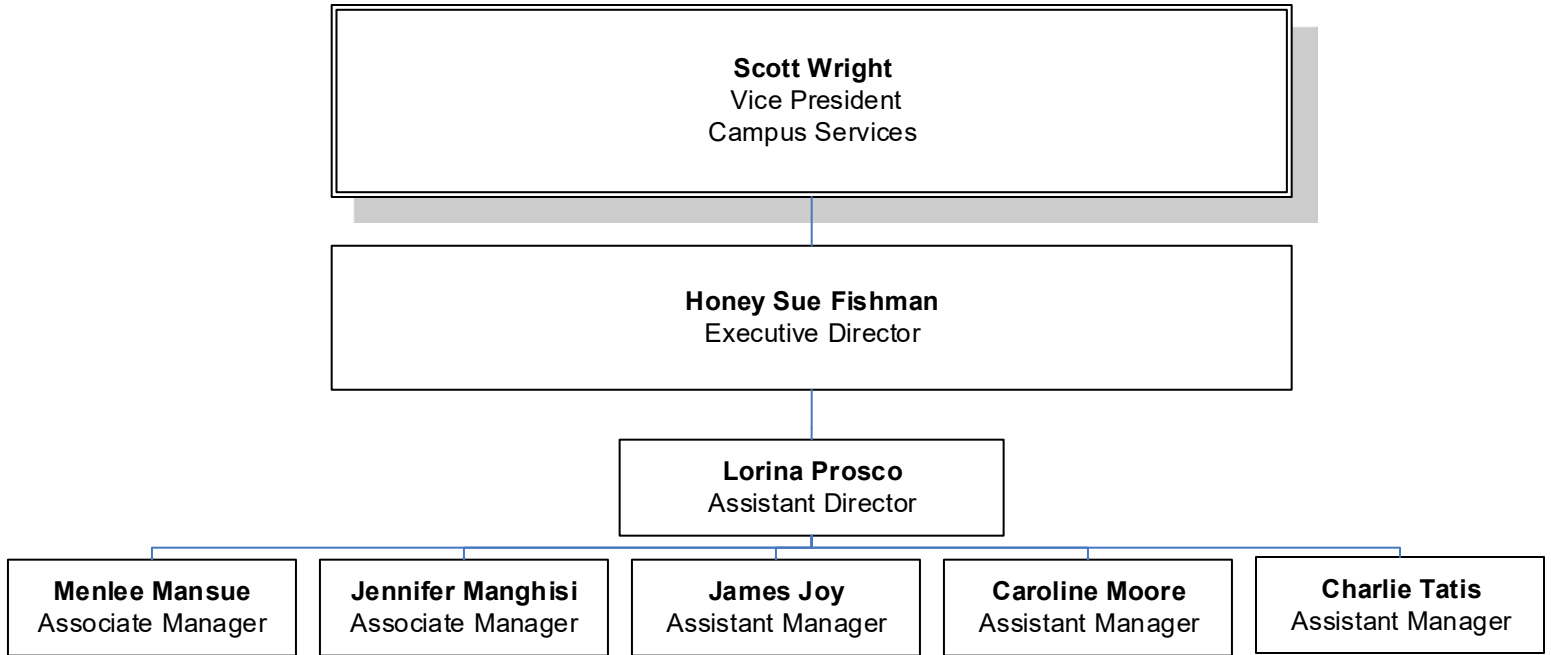 Scott Wright
Vice President
Campus Services
Honey Sue Fishman
Executive Director
Lorina Prosco
Assistant Director
Menlee Mansue
Associate Manager
Jennifer Manghisi
Associate Manager
James Joy
Assistant Manager
Caroline Moore
Assistant Manager
Charlie Tatis
Assistant Manager